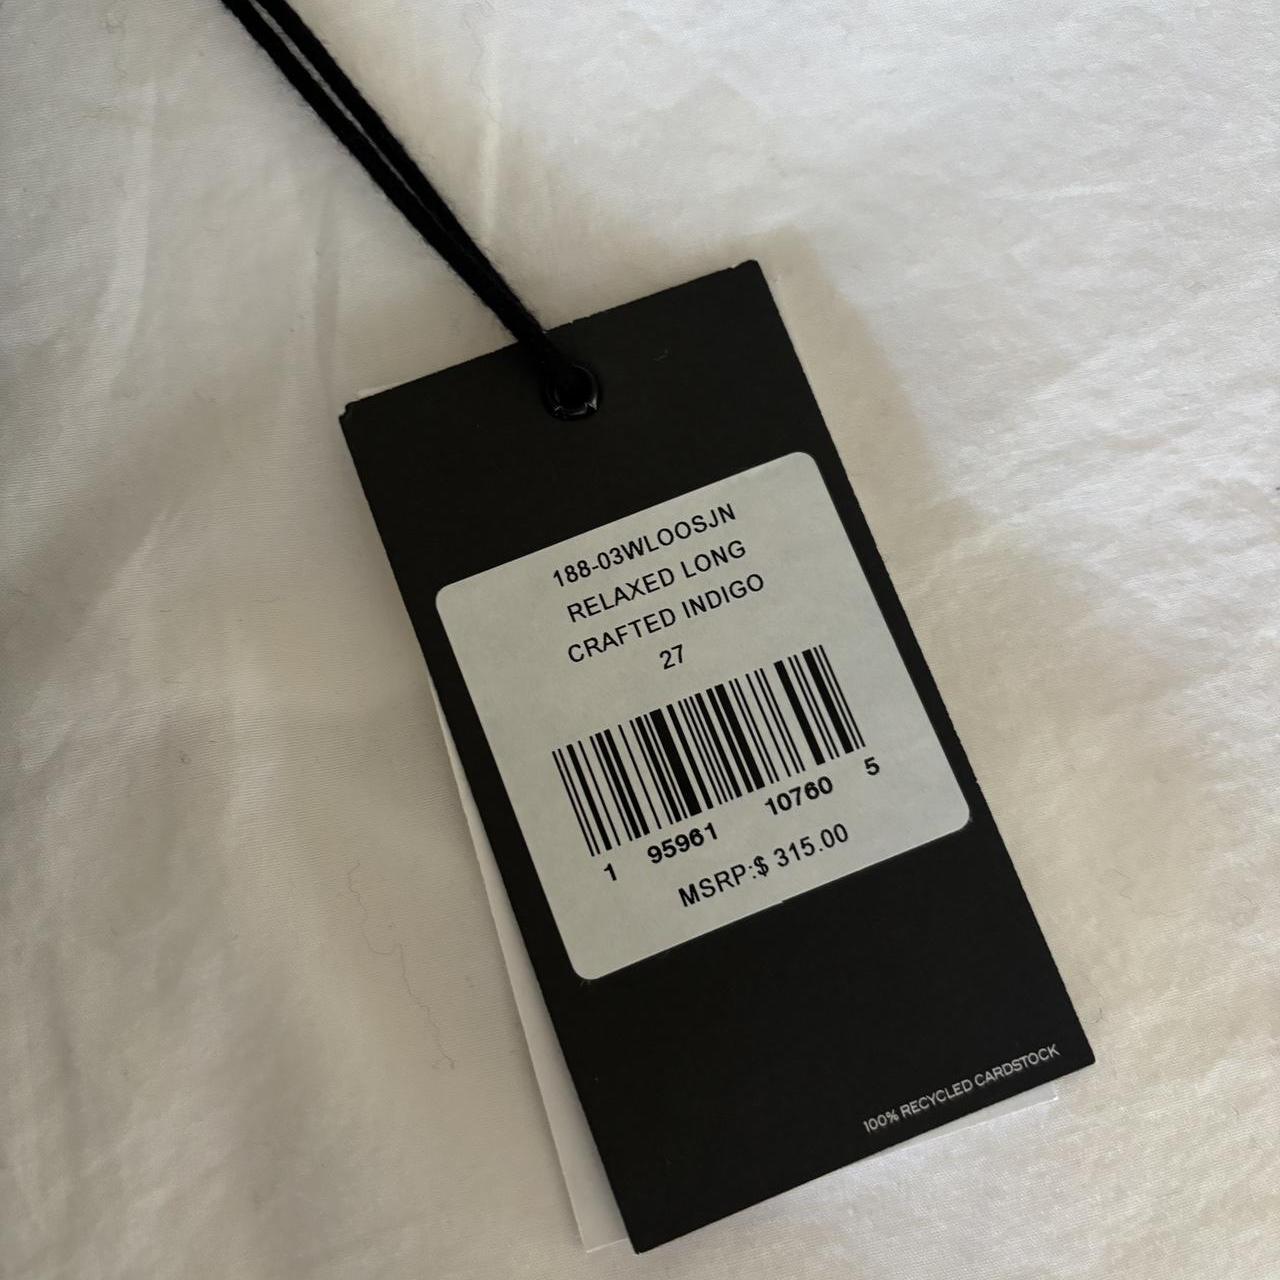 188-03WLOOSJN
RELAXED LONG
CRAFTED INDIGO
27
1 95961 10760 5
MSRP:$ 315.00
100% RECYCLED CARDSTOCK